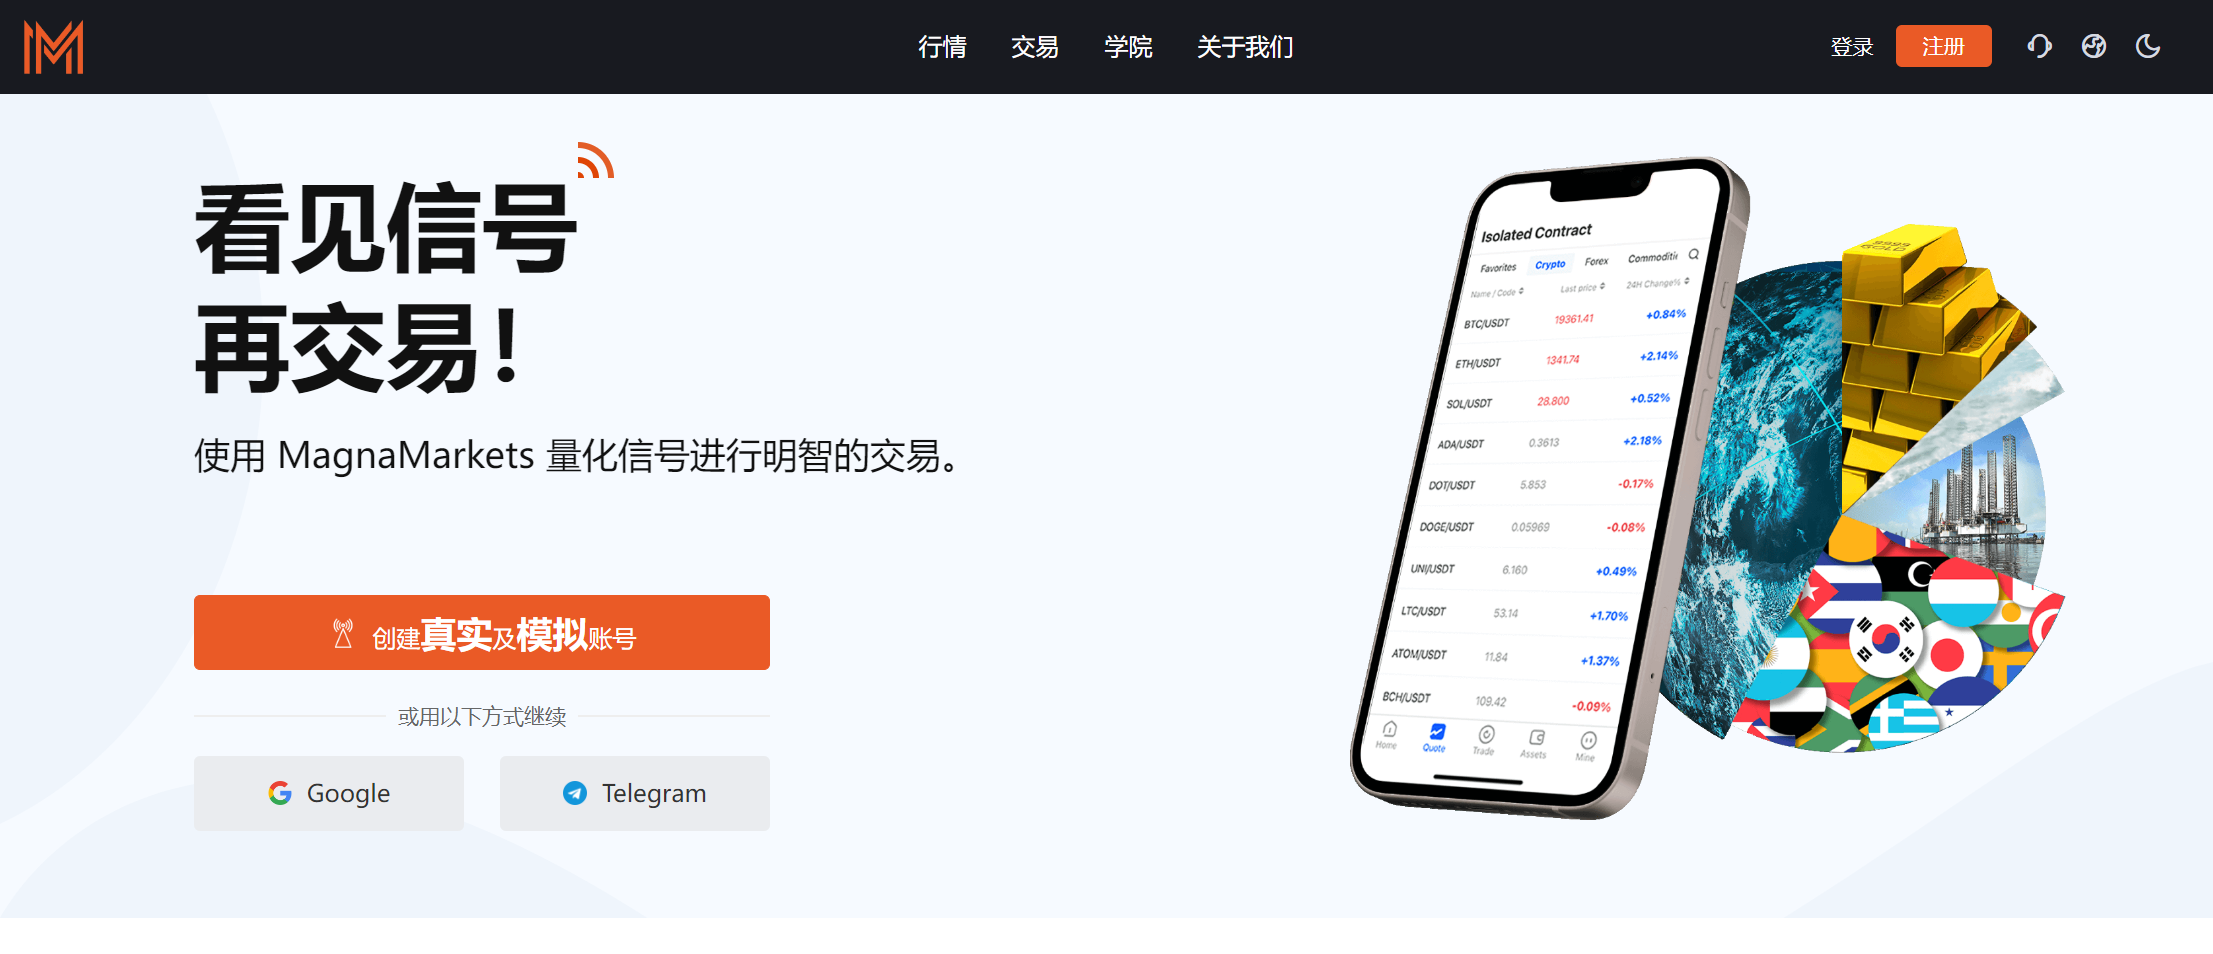 行情 交易 学院 关于我们 登录 注册
看见信号
再交易！
使用 MagnaMarkets 量化信号进行明智的交易。
创建真实及模拟账号
或用以下方式继续
Google Telegram
Isolated Contract
Favorites Crypto Forex Commoditi
Name / Code Last price 24H Change%
BTC/USDT 19361.41 +0.84%
ETH/USDT 1341.74 +2.14%
SOL/USDT 28.800 +0.52%
ADA/USDT 0.3613 +2.18%
DOT/USDT 5.853 -0.17%
DOGE/USDT 0.05969 -0.08%
UNI/USDT 6.160 +0.49%
LTC/USDT 53.14 +1.70%
ATOM/USDT 11.84 +1.37%
BCH/USDT 109.42 -0.09%
Home Quote Trade Assets Mine
9999
GOLD